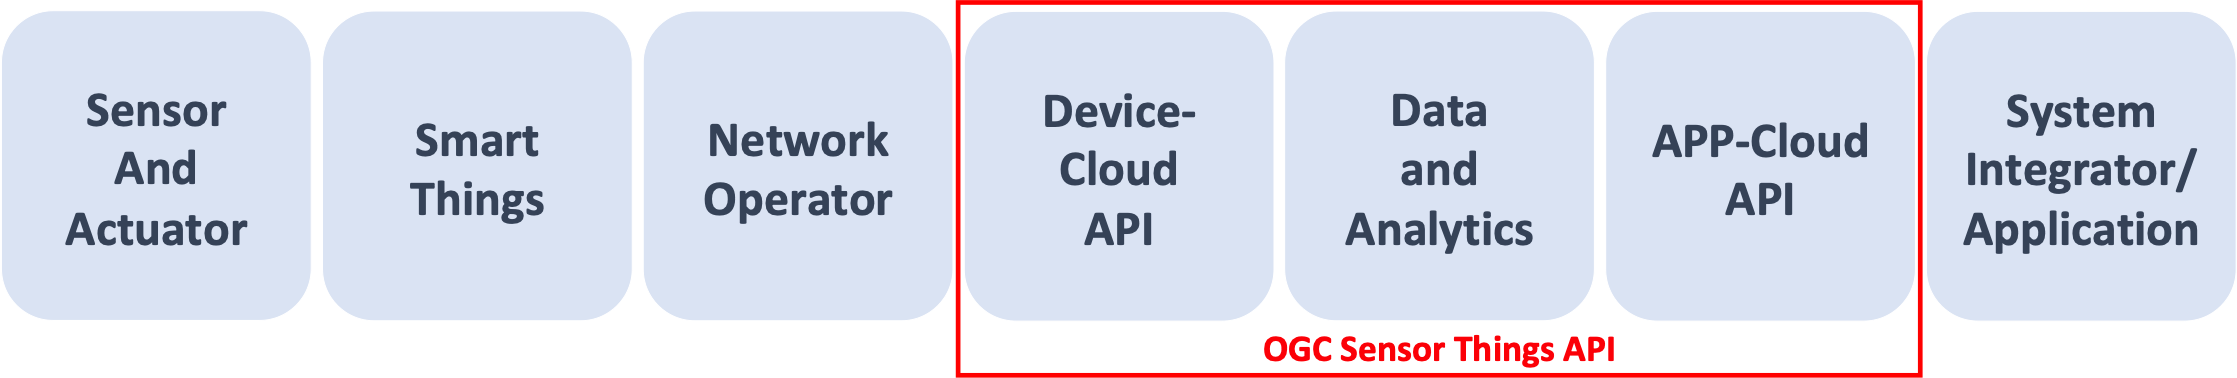 Sensor
And
Actuator
Smart
Things
Network
Operator
Device-
Cloud
API
Data
and
Analytics
APP-Cloud
API
System
Integrator/
Application
OGC Sensor Things API